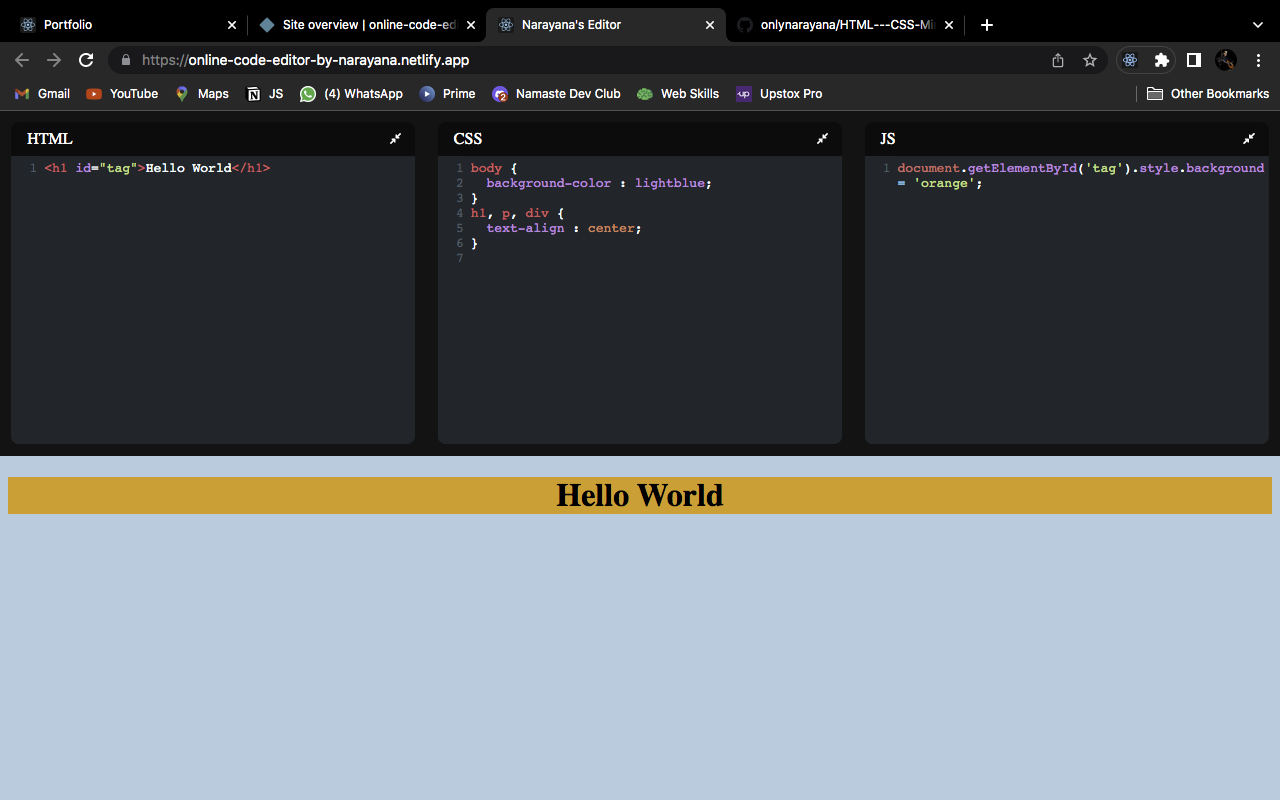 Portfolio
Site overview | online-code-ed
Narayana's Editor
onlynarayana/HTML---CSS-Mi
https://online-code-editor-by-narayana.netlify.app
Gmail YouTube Maps JS (4) WhatsApp Prime Namaste Dev Club Web Skills Upstox Pro Other Bookmarks
HTML
1 <h1 id="tag">Hello World</h1>
CSS
1 body {
2 background-color : lightblue;
3 }
4 h1, p, div {
5 text-align : center;
6 }
7
JS
1 document.getElementById('tag').style.background
= 'orange';
Hello World